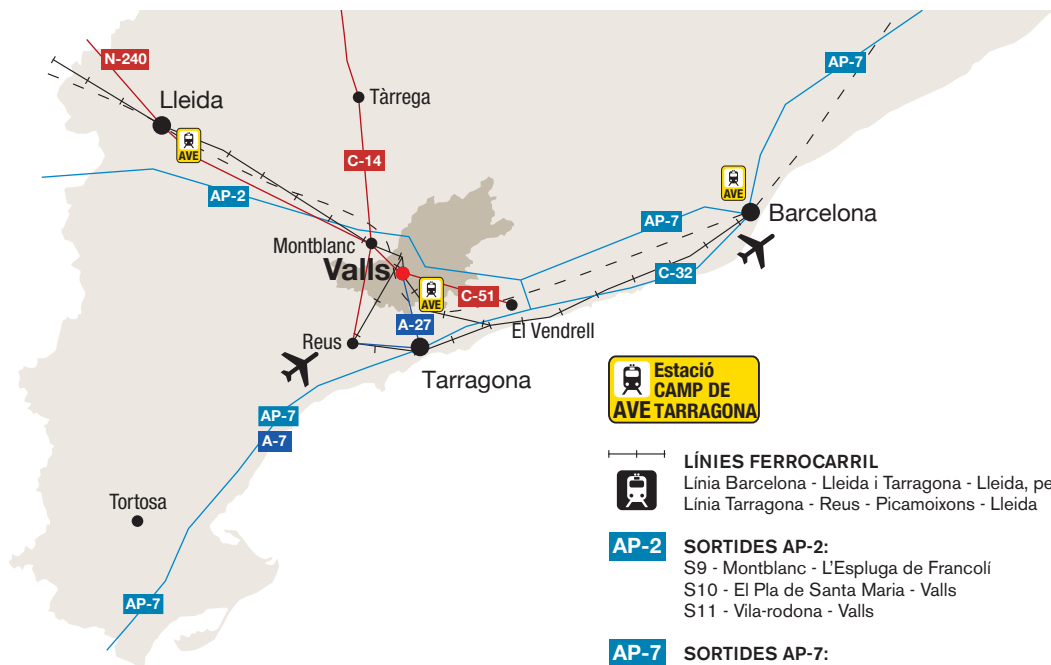 N-240
AP-7
Tàrrega
Lleida
AVE
C-14
AVE
AP-2
Barcelona
AP-7
Montblanc
Valls
C-32
AVE
C-51
A-27
El Vendrell
Reus
Tarragona
Estació
CAMP DE
AVE TARRAGONA
AP-7
A-7
LÍNIES FERROCARRIL
Línia Barcelona - Lleida i Tarragona - Lleida, pe
Línia Tarragona - Reus - Picamoixons - Lleida
Tortosa
AP-2 SORTIDES AP-2:
S9 - Montblanc - L'Espluga de Francolí
S10 - El Pla de Santa Maria - Valls
S11 - Vila-rodona - Valls
AP-7
AP-7 SORTIDES AP-7: